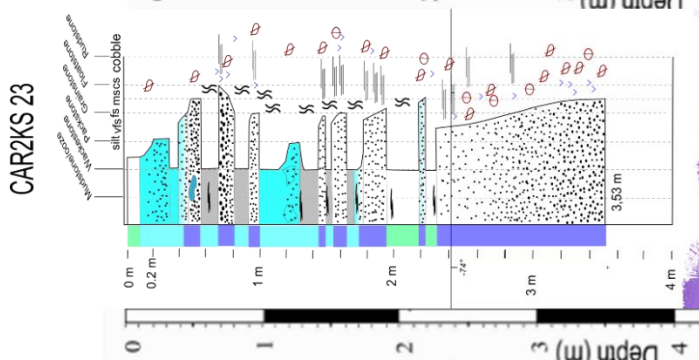 Depth (m)
CAR2KS 23
Mudstone/ooze
Wackestone
Packstone
Grainstone
Floatstone
Rudstone
silt vfs fs mscs cobble
3,53 m
0 m
0.2 m
1 m
2 m
-74°
3 m
4 m
0
1
2
3
4
Depth (m)